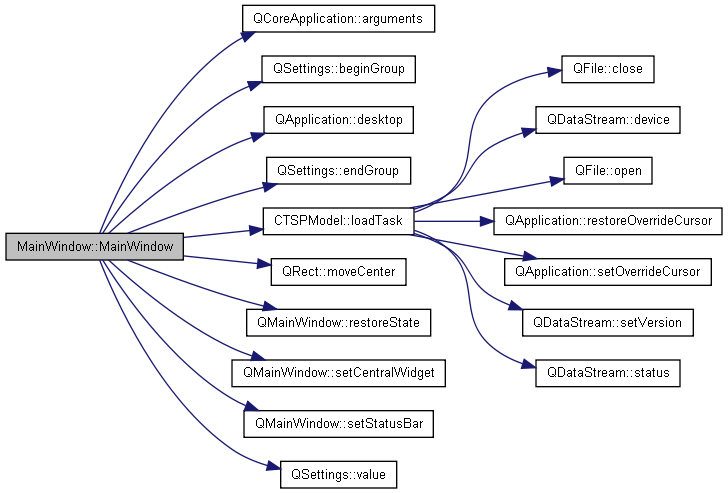 MainWindow::MainWindow
QCoreApplication::arguments
QSettings::beginGroup
QApplication::desktop
QSettings::endGroup
CTSPModel::loadTask
QRect::moveCenter
QMainWindow::restoreState
QMainWindow::setCentralWidget
QMainWindow::setStatusBar
QSettings::value
QFile::close
QDataStream::device
QFile::open
QApplication::restoreOverrideCursor
QApplication::setOverrideCursor
QDataStream::setVersion
QDataStream::status